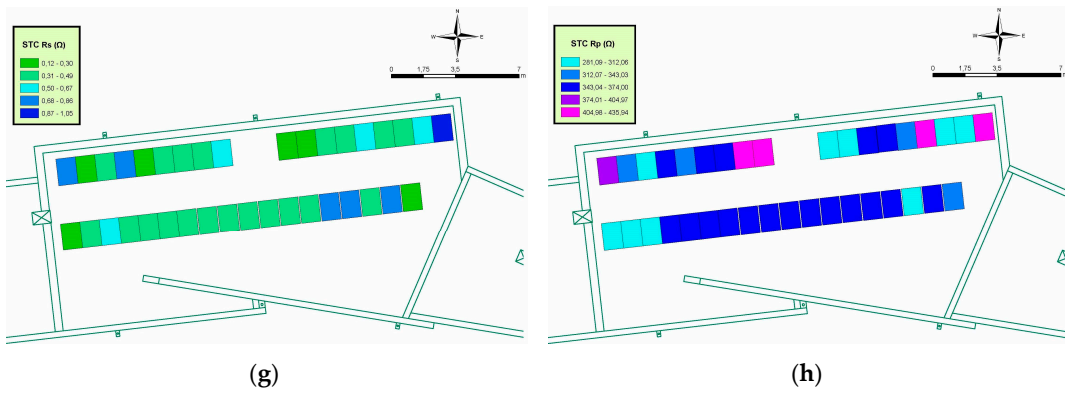 STC Rs (Ω)
0,12 - 0,30
0,31 - 0,49
0,50 - 0,67
0,68 - 0,86
0,87 - 1,05
N
W E
S
0 1,75 3,5 7
m
(g)
STC Rp (Ω)
281,09 - 312,06
312,07 - 343,03
343,04 - 374,00
374,01 - 404,97
404,98 - 435,94
N
W E
S
0 1,75 3,5 7
m
(h)